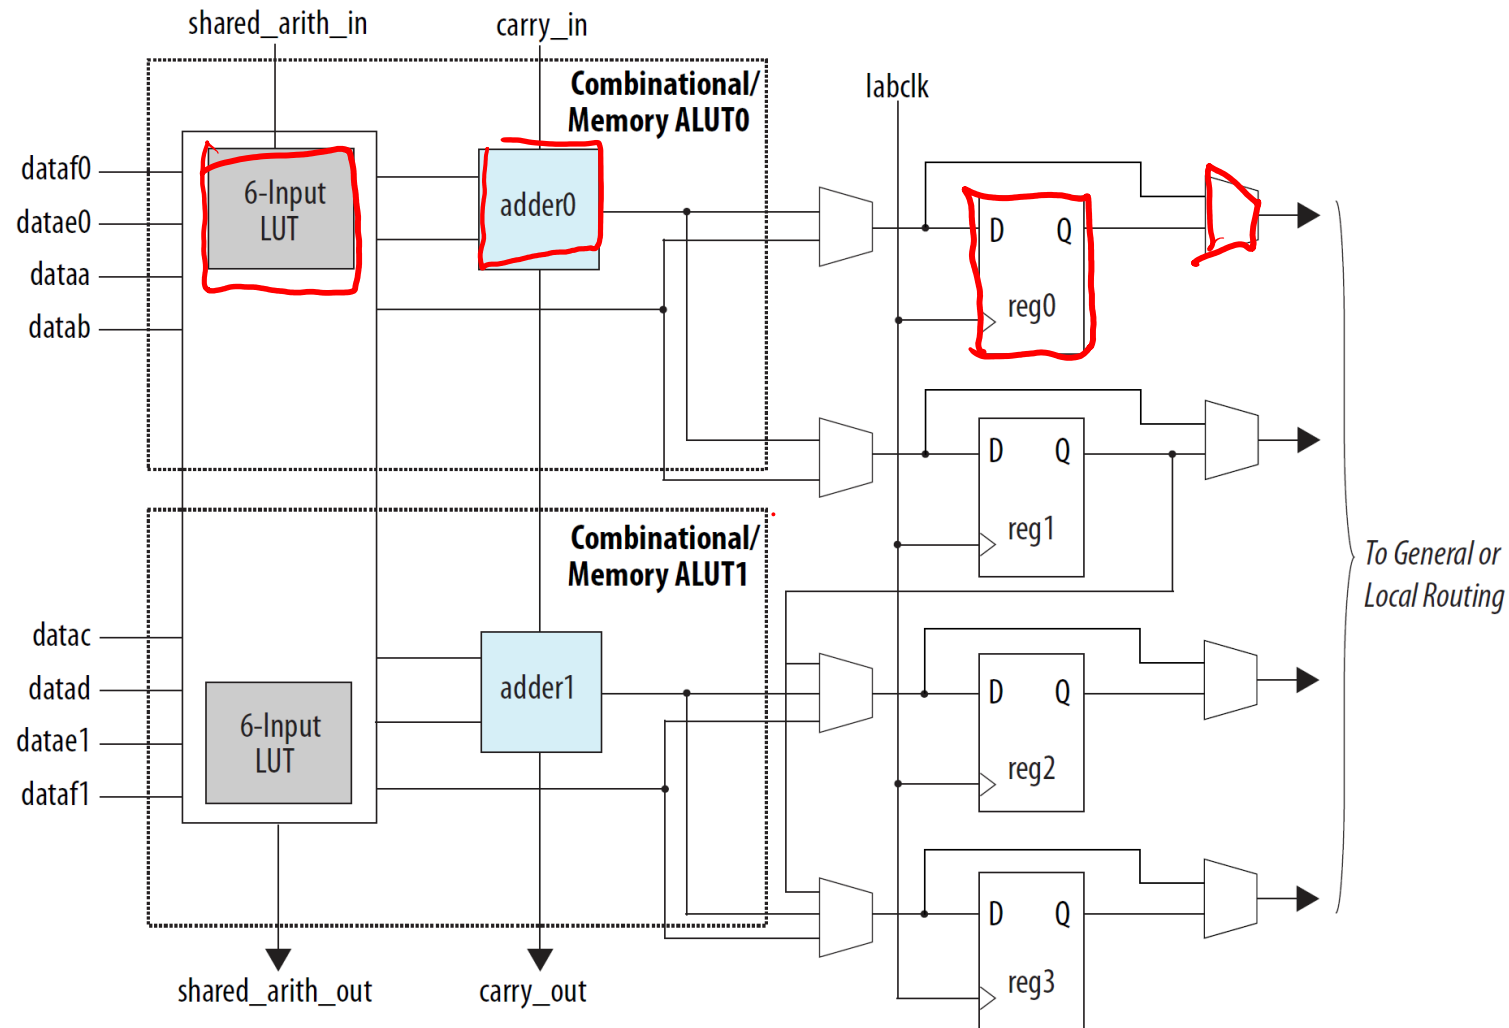 shared_arith_in
carry_in
Combinational/
Memory ALUT0
labclk
dataf0
datae0
dataa
datab
6-Input
LUT
adder0
D Q
reg0
D Q
reg1
Combinational/
Memory ALUT1
To General or
Local Routing
datac
datad
datae1
dataf1
6-Input
LUT
adder1
D Q
reg2
D Q
reg3
shared_arith_out
carry_out